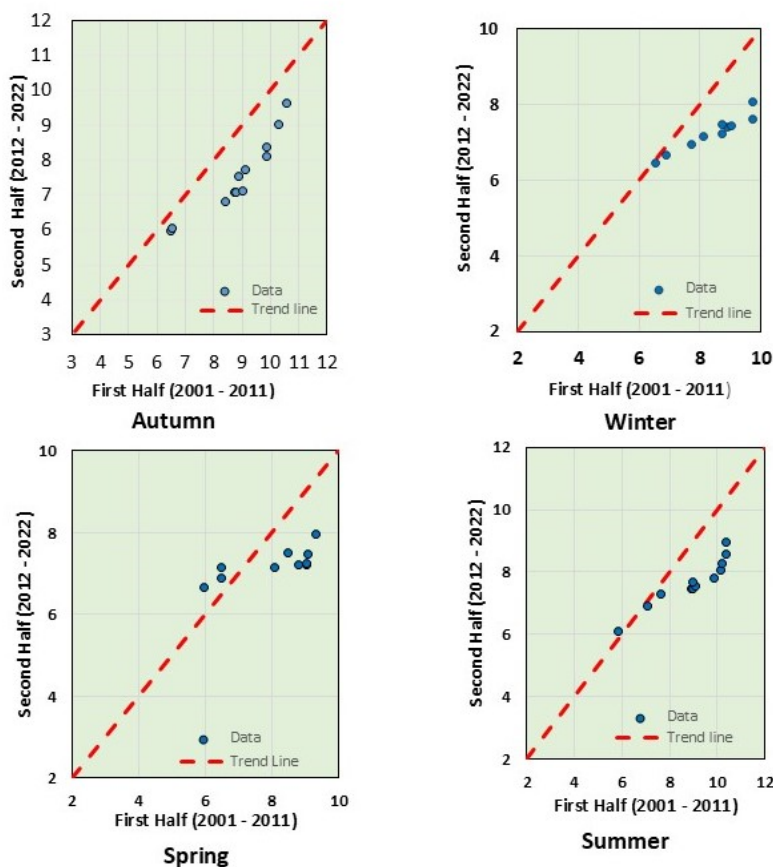 12
11
10
9
8
7
6
5
4
3
Second Half (2012 - 2022)
Data
Trend line
3 4 5 6 7 8 9 10 11 12
First Half (2001 - 2011)
Autumn
10
8
6
4
2
Second Half (2012 - 2022)
Data
Trend line
2 4 6 8 10
First Half (2001 - 2011)
Winter
10
8
6
4
2
Second Half (2012 - 2022)
Data
Trend Line
2 4 6 8 10
First Half (2001 - 2011)
Spring
12
10
8
6
4
2
Second Half (2012 - 2022)
Data
Trend line
2 4 6 8 10 12
First Half (2001 - 2011)
Summer